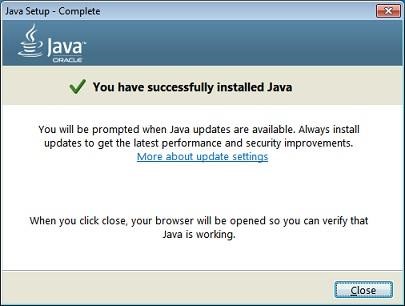 Java Setup - Complete
Java
ORACLE
You have successfully installed Java
You will be prompted when Java updates are available. Always install
updates to get the latest performance and security improvements.
More about update settings
When you click close, your browser will be opened so you can verify that
Java is working.
Close